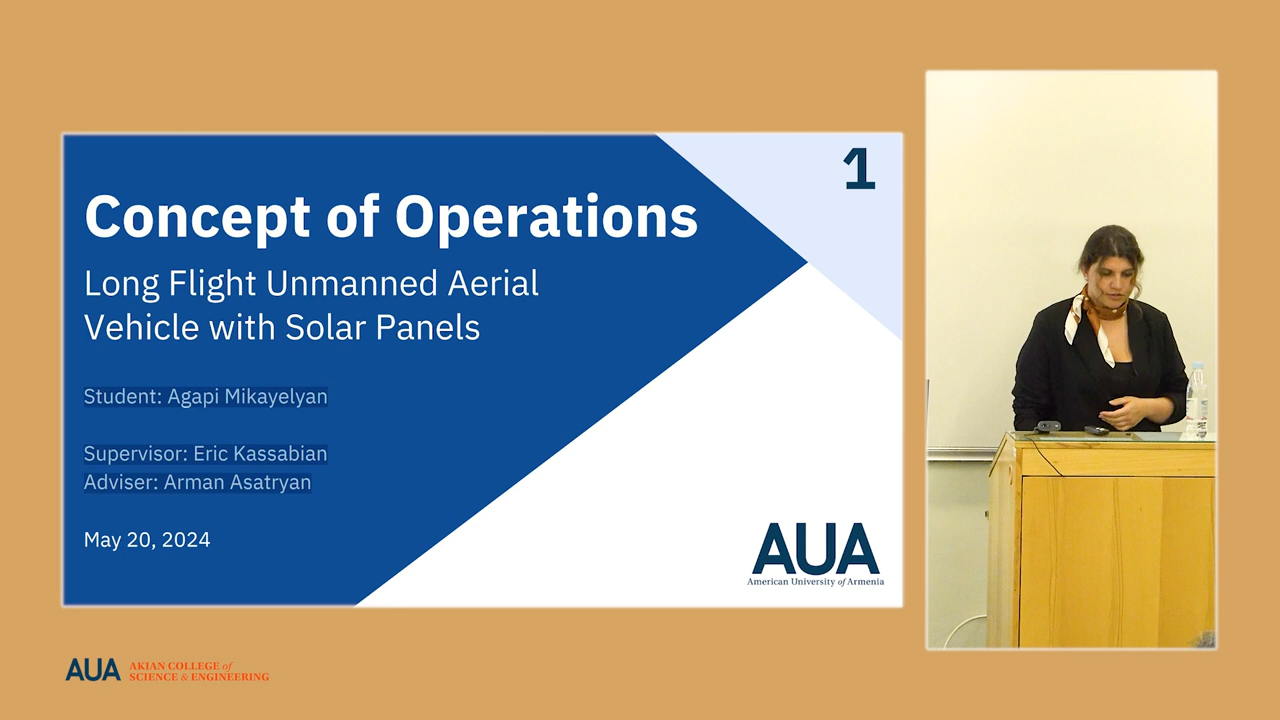 1
Concept of Operations
Long Flight Unmanned Aerial
Vehicle with Solar Panels
Student: Agapi Mikayelyan
Supervisor: Eric Kassabian
Adviser: Arman Asatryan
May 20, 2024
AUA
American University of Armenia
AUA
AKIAN COLLEGE of
SCIENCE & ENGINEERING